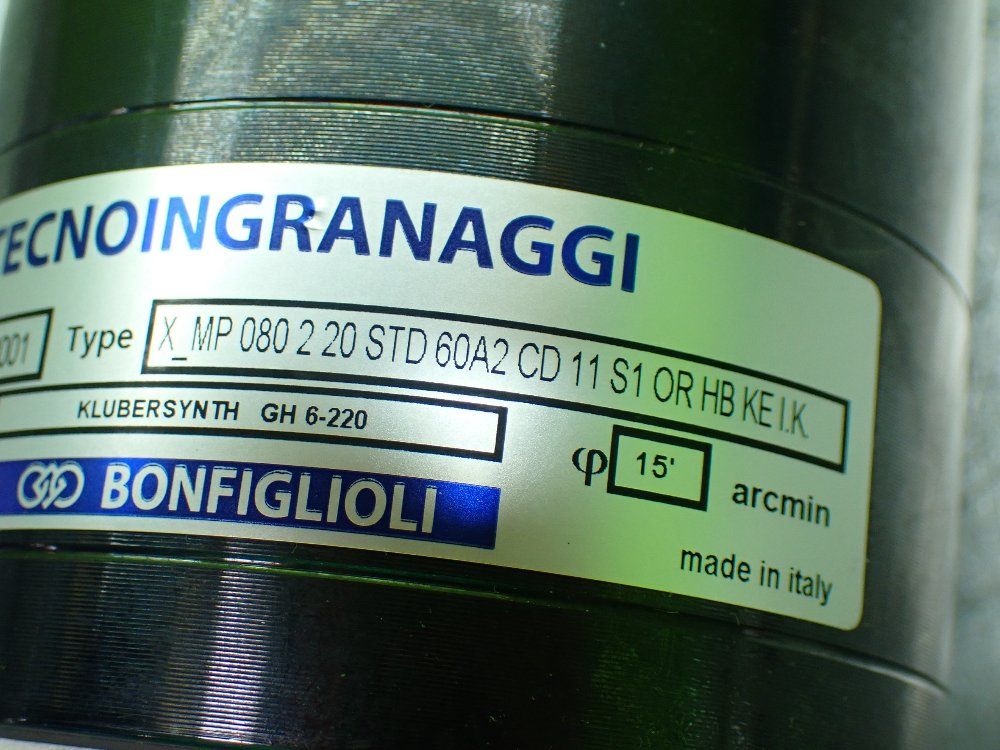 TECNOINGRANAGGI
001 Type X_MP 080 2 20 STD 60A2 CD 11 S1 OR HB KE I.K.
KLUBERSYNTH GH 6-220
φ 15' arcmin
BONFIGLIOLI
made in italy